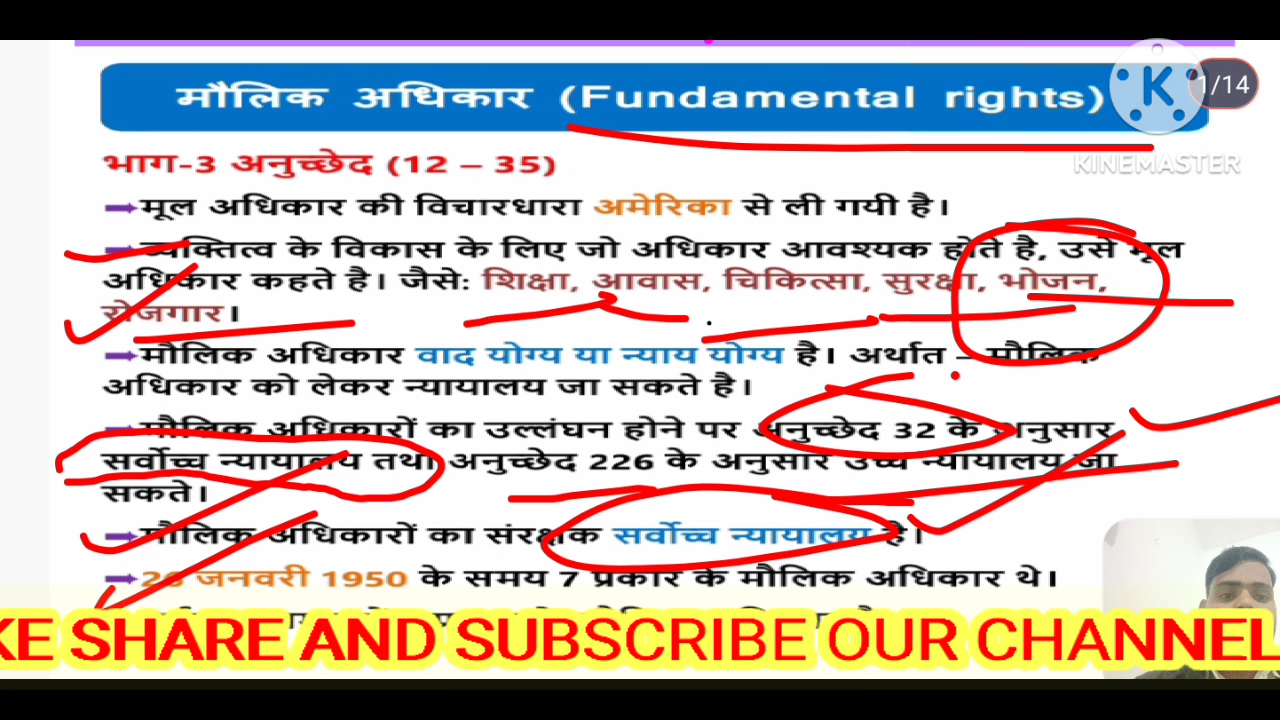 1/14
K
KINEMASTER
मौलिक अधिकार (Fundamental rights)
भाग-3 अनुच्छेद (12 – 35)
➡मूल अधिकार की विचारधारा अमेरिका से ली गयी है।
➡व्यक्तित्व के विकास के लिए जो अधिकार आवश्यक होते है, उसे मूल
अधिकार कहते है। जैसे: शिक्षा, आवास, चिकित्सा, सुरक्षा, भोजन,
रोजगार।
➡मौलिक अधिकार वाद योग्य या न्याय योग्य है। अर्थात – मौलिक
अधिकार को लेकर न्यायालय जा सकते है।
➡मौलिक अधिकारों का उल्लंघन होने पर अनुच्छेद 32 के अनुसार
सर्वोच्च न्यायालय तथा अनुच्छेद 226 के अनुसार उच्च न्यायालय जा
सकते।
➡मौलिक अधिकारों का संरक्षक सर्वोच्च न्यायालय है।
➡26 जनवरी 1950 के समय 7 प्रकार के मौलिक अधिकार थे।
KE SHARE AND SUBSCRIBE OUR CHANNEL